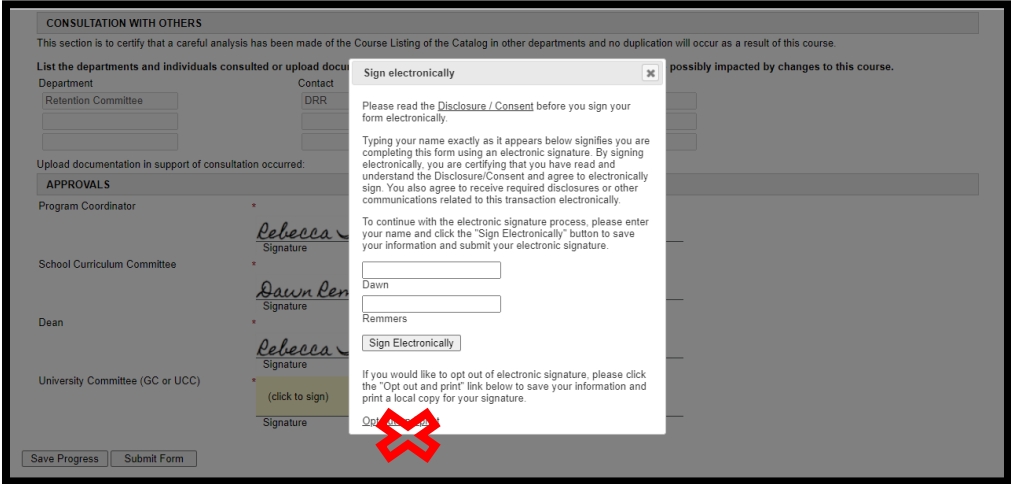 CONSULTATION WITH OTHERS
This section is to certify that a careful analysis has been made of the Course Listing of the Catalog in other departments and no duplication will occur as a result of this course.
List the departments and individuals consulted or upload docu possibly impacted by changes to this course.
Department Contact
Retention Committee DRR
Upload documentation in support of consultation occurred:
APPROVALS
Program Coordinator *
Rebecca
Signature
School Curriculum Committee *
Dawn Rem
Signature
Dean *
Rebecca
Signature
University Committee (GC or UCC) *
(click to sign)
Signature
Save Progress Submit Form
Sign electronically
Please read the Disclosure / Consent before you sign your
form electronically.
Typing your name exactly as it appears below signifies you are
completing this form using an electronic signature. By signing
electronically, you are certifying that you have read and
understand the Disclosure/Consent and agree to electronically
sign. You also agree to receive required disclosures or other
communications related to this transaction electronically.
To continue with the electronic signature process, please enter
your name and click the "Sign Electronically" button to save
your information and submit your electronic signature.
Dawn
Remmers
Sign Electronically
If you would like to opt out of electronic signature, please click
the "Opt out and print" link below to save your information and
print a local copy for your signature.
Opt